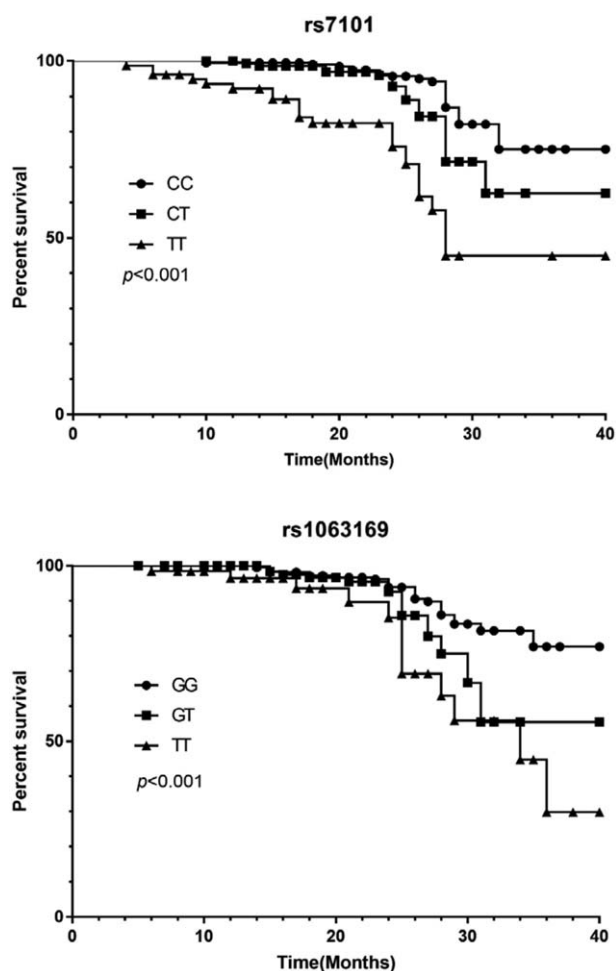 rs7101
100
50
0
Percent survival
CC
CT
TT
p<0.001
0
10
20
30
40
Time(Months)
rs1063169
100
50
0
Percent survival
GG
GT
TT
p<0.001
0
10
20
30
40
Time(Months)